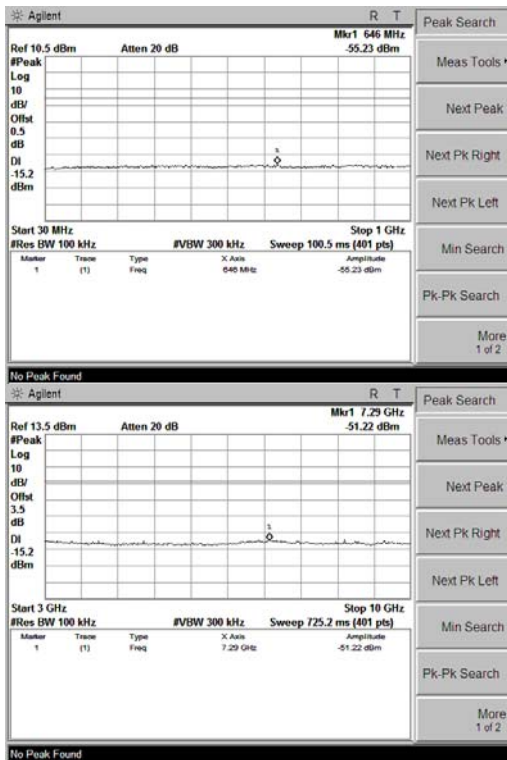 Agilent R T Peak Search
Mkr1 646 MHz
Ref 10.5 dBm Atten 20 dB -55.23 dBm
#Peak
Log
10
dB/
Offst
0.5
dB
DI
-15.2
dBm
1
Start 30 MHz Stop 1 GHz
#Res BW 100 kHz #VBW 300 kHz Sweep 100.5 ms (401 pts)
Marker Trace Type X Axis Amplitude
1 (1) Freq 646 MHz -55.23 dBm
Meas Tools
Next Peak
Next Pk Right
Next Pk Left
Min Search
Pk-Pk Search
More
1 of 2
No Peak Found
Agilent R T Peak Search
Mkr1 7.29 GHz
Ref 13.5 dBm Atten 20 dB -51.22 dBm
#Peak
Log
10
dB/
Offst
3.5
dB
DI
-15.2
dBm
1
Start 3 GHz Stop 10 GHz
#Res BW 100 kHz #VBW 300 kHz Sweep 725.2 ms (401 pts)
Marker Trace Type X Axis Amplitude
1 (1) Freq 7.29 GHz -51.22 dBm
Meas Tools
Next Peak
Next Pk Right
Next Pk Left
Min Search
Pk-Pk Search
More
1 of 2
No Peak Found